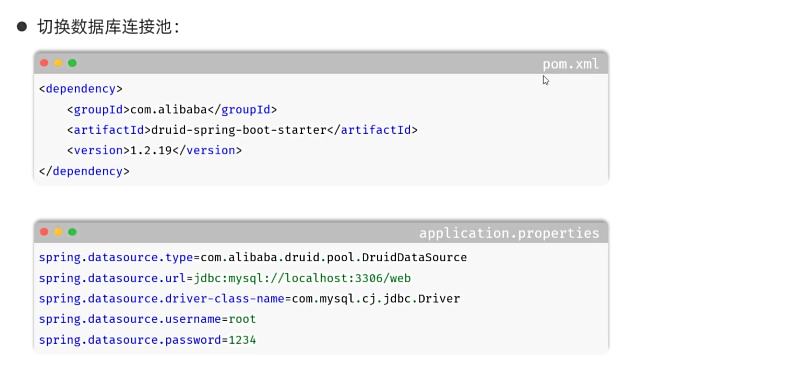 ● 切换数据库连接池：
pom.xml
<dependency>
    <groupId>com.alibaba</groupId>
    <artifactId>druid-spring-boot-starter</artifactId>
    <version>1.2.19</version>
</dependency>
application.properties
spring.datasource.type=com.alibaba.druid.pool.DruidDataSource
spring.datasource.url=jdbc:mysql://localhost:3306/web
spring.datasource.driver-class-name=com.mysql.cj.jdbc.Driver
spring.datasource.username=root
spring.datasource.password=1234